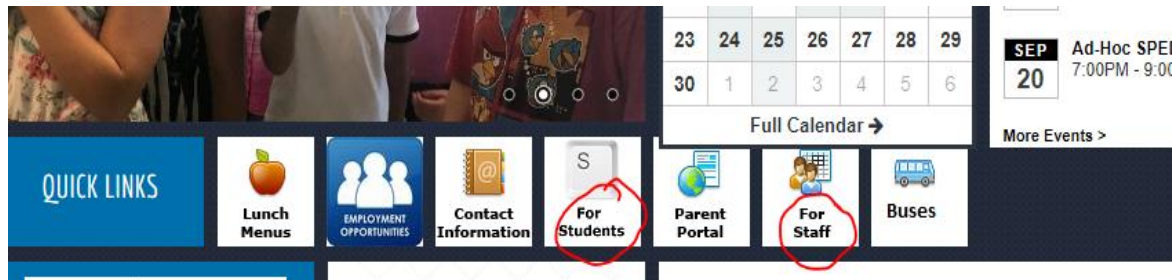 23 24 25 26 27 28 29
30 1 2 3 4 5 6
Full Calendar →
SEP
20
Ad-Hoc SPE
7:00PM - 9:00
More Events >
QUICK LINKS
Lunch
Menus
EMPLOYMENT
OPPORTUNITIES
@
Contact
Information
S
For
Students
Parent
Portal
For
Staff
Buses